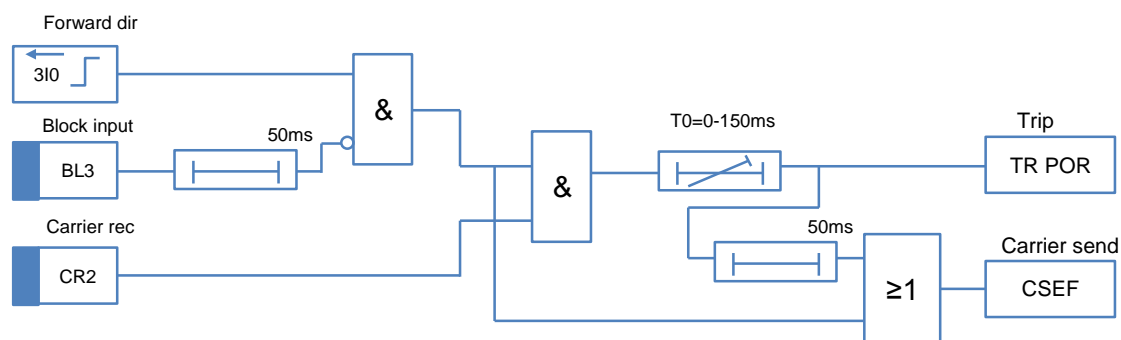 Forward dir
3I0
&
Block input
50ms
BL3
T0=0-150ms
Trip
TR POR
&
Carrier rec
CR2
50ms
Carrier send
≥1
CSEF